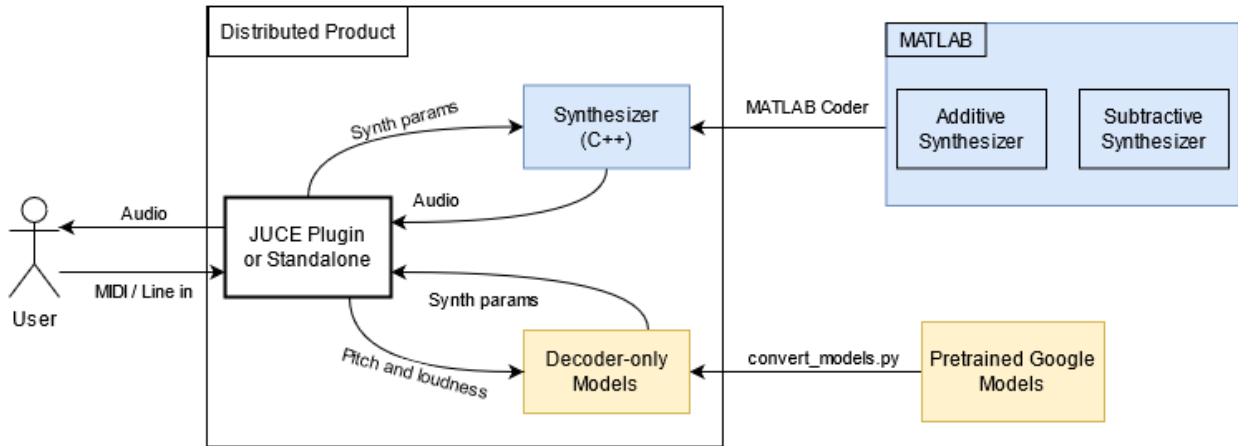 Distributed Product
MATLAB
Synth params
Synthesizer
(C++)
MATLAB Coder
Additive
Synthesizer
Subtractive
Synthesizer
Audio
Audio
JUCE Plugin
or Standalone
MIDI / Line in
User
Synth params
Pitch and loudness
Decoder-only
Models
convert_models.py
Pretrained Google
Models